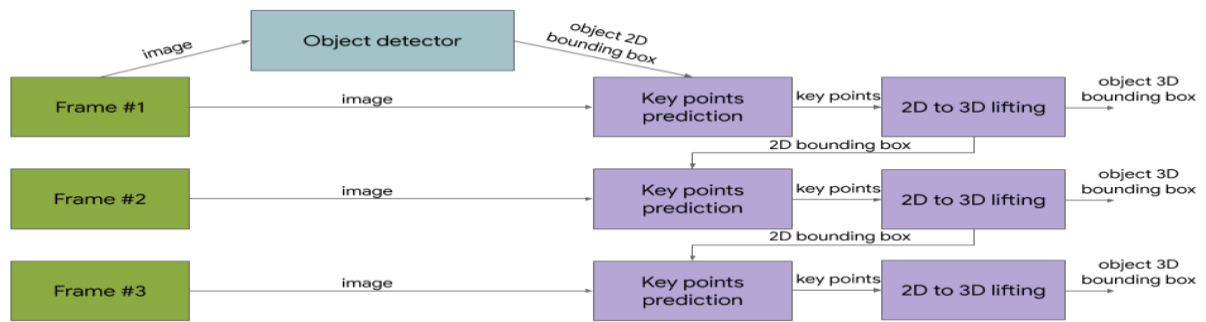 image
Object detector
object 2D
bounding box
Frame #1
image
Key points
prediction
key points
2D to 3D lifting
object 3D
bounding box
2D bounding box
Frame #2
image
Key points
prediction
key points
2D to 3D lifting
object 3D
bounding box
2D bounding box
Frame #3
image
Key points
prediction
key points
2D to 3D lifting
object 3D
bounding box